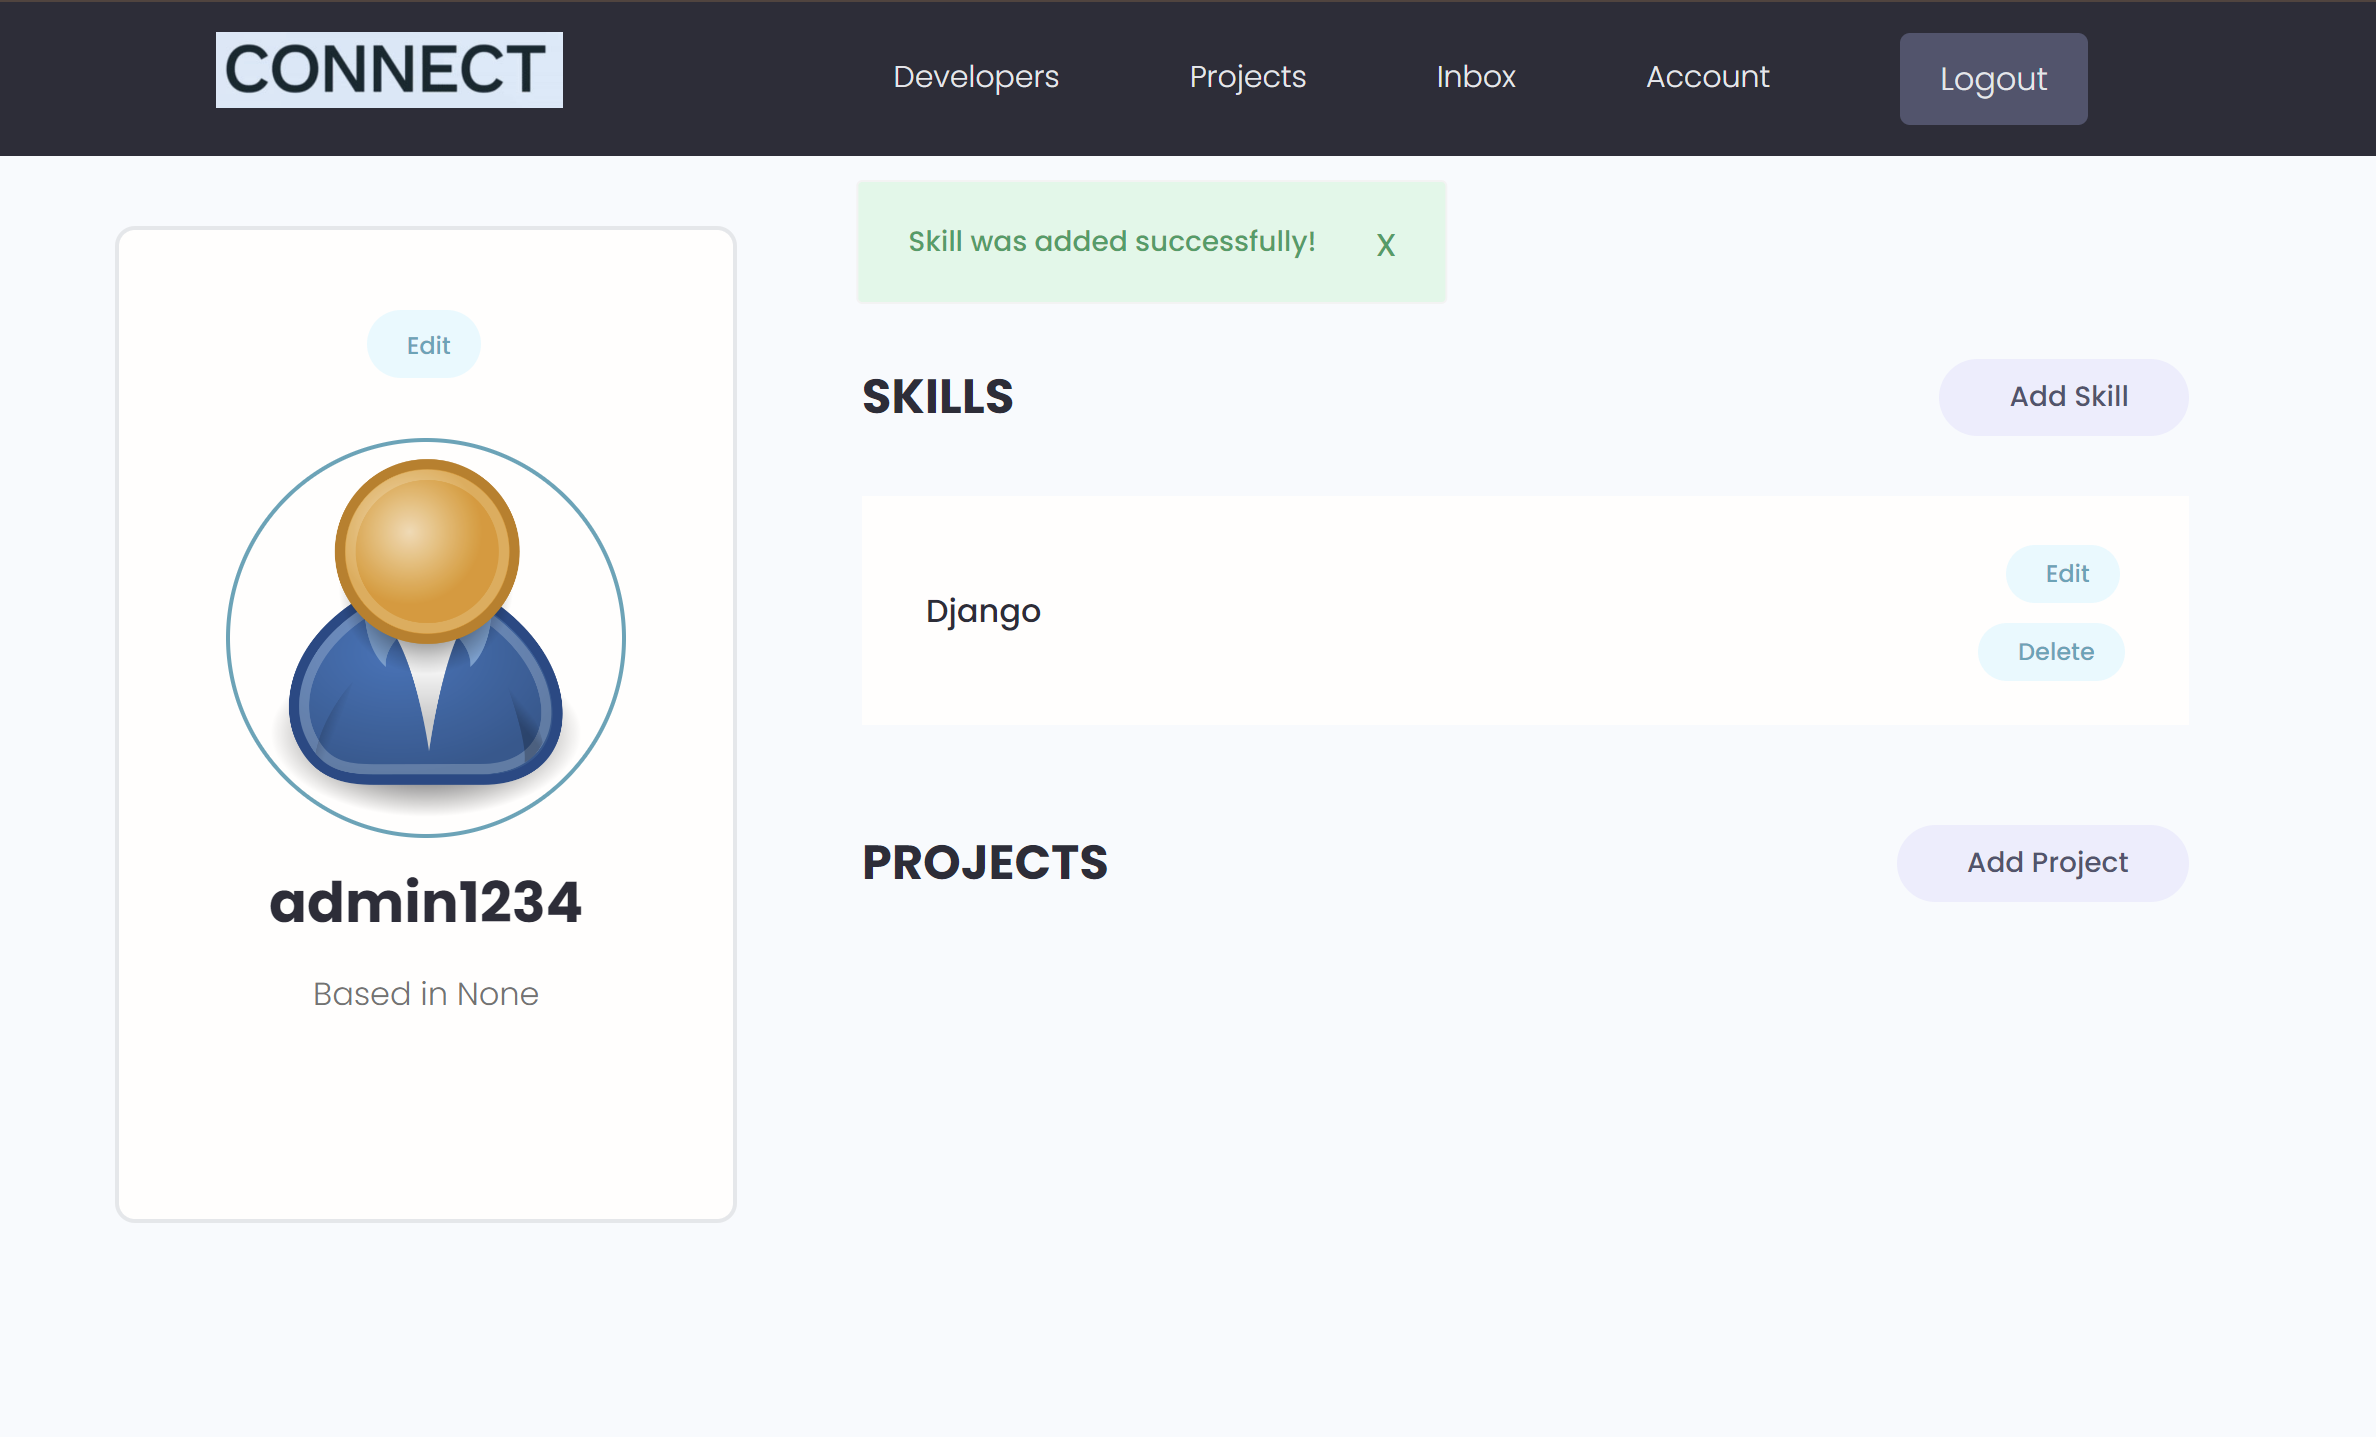 CONNECT
Developers
Projects
Inbox
Account
Logout
Skill was added successfully! X
Edit
admin1234
Based in None
SKILLS
Add Skill
Django
Edit
Delete
PROJECTS
Add Project